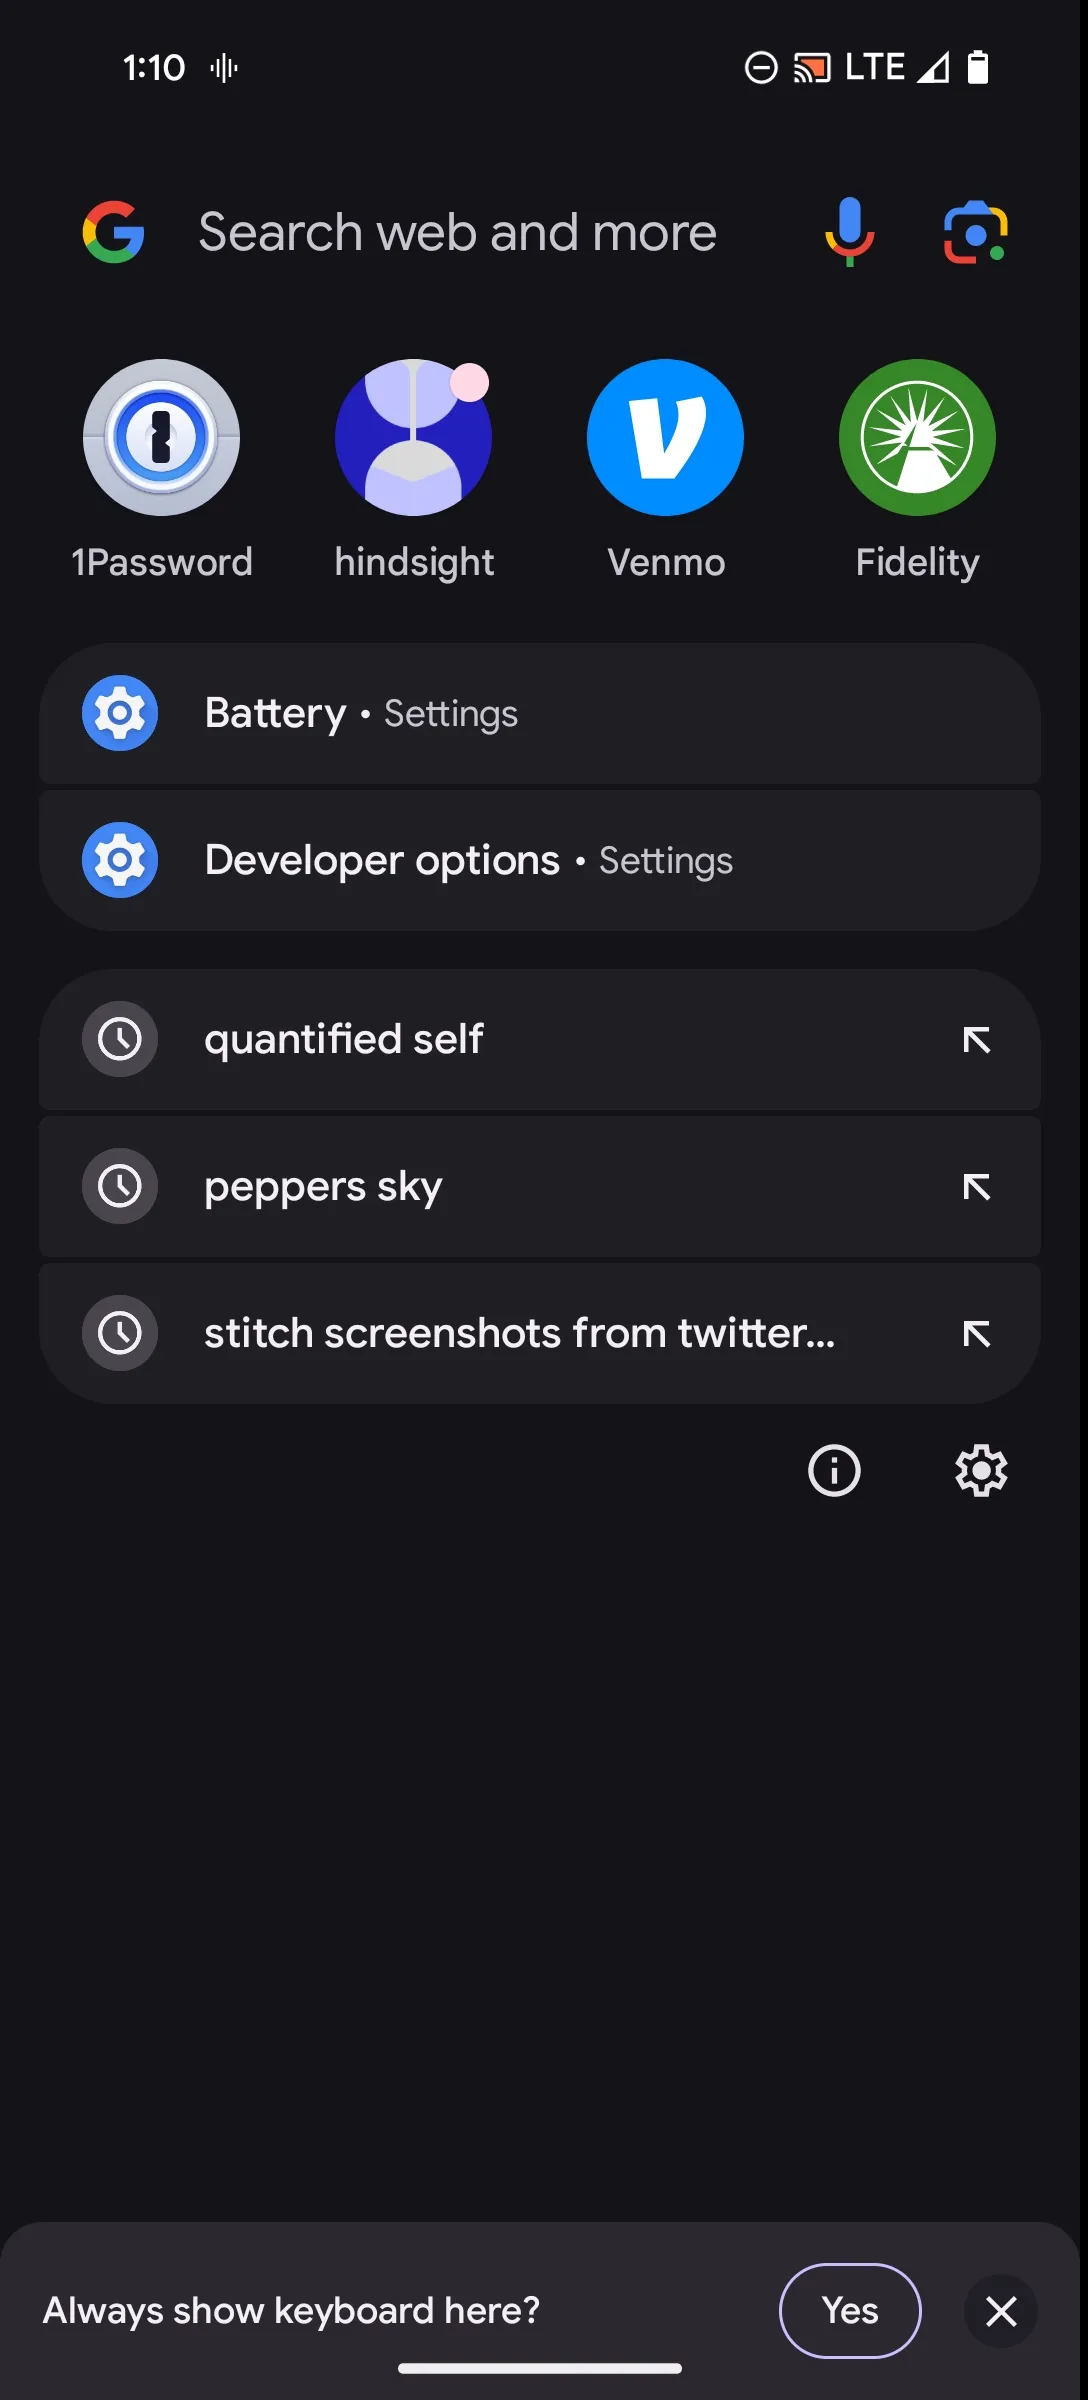 1:10 LTE
Search web and more
1Password hindsight Venmo Fidelity
Battery • Settings
Developer options • Settings
quantified self
peppers sky
stitch screenshots from twitter...
Always show keyboard here? Yes